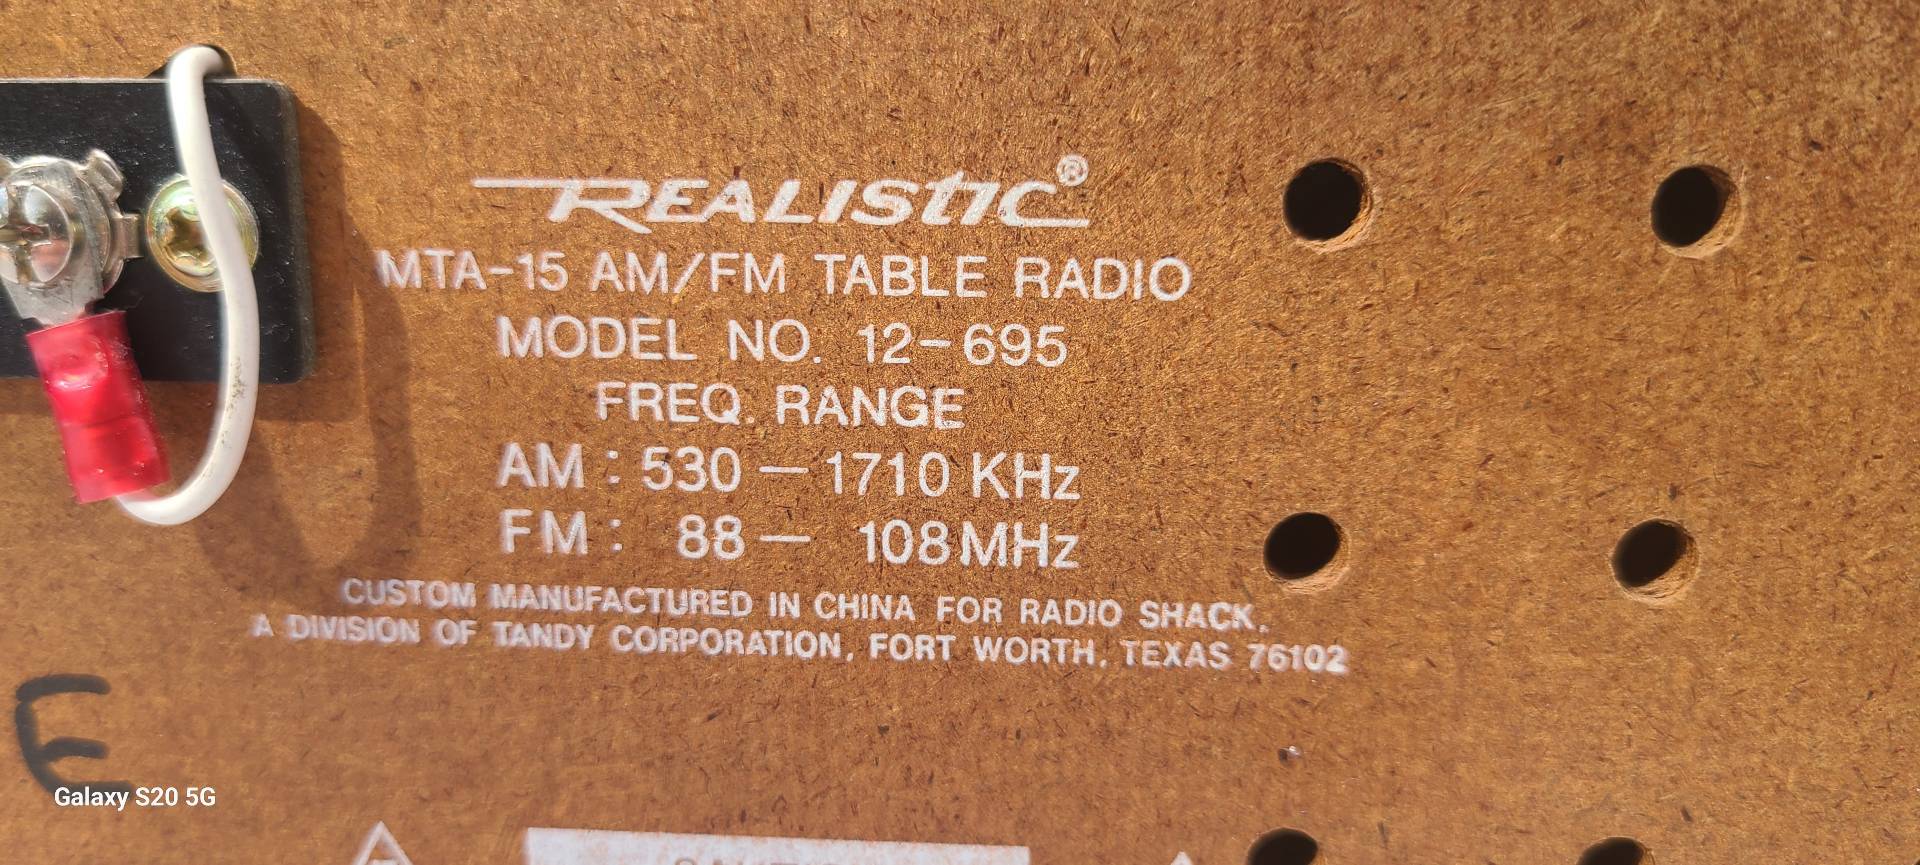 REALISTIC®
MTA-15 AM/FM TABLE RADIO
MODEL NO. 12-695
FREQ. RANGE
AM : 530 — 1710 KHz
FM : 88 — 108MHz
CUSTOM MANUFACTURED IN CHINA FOR RADIO SHACK,
A DIVISION OF TANDY CORPORATION, FORT WORTH, TEXAS 76102
E
Galaxy S20 5G